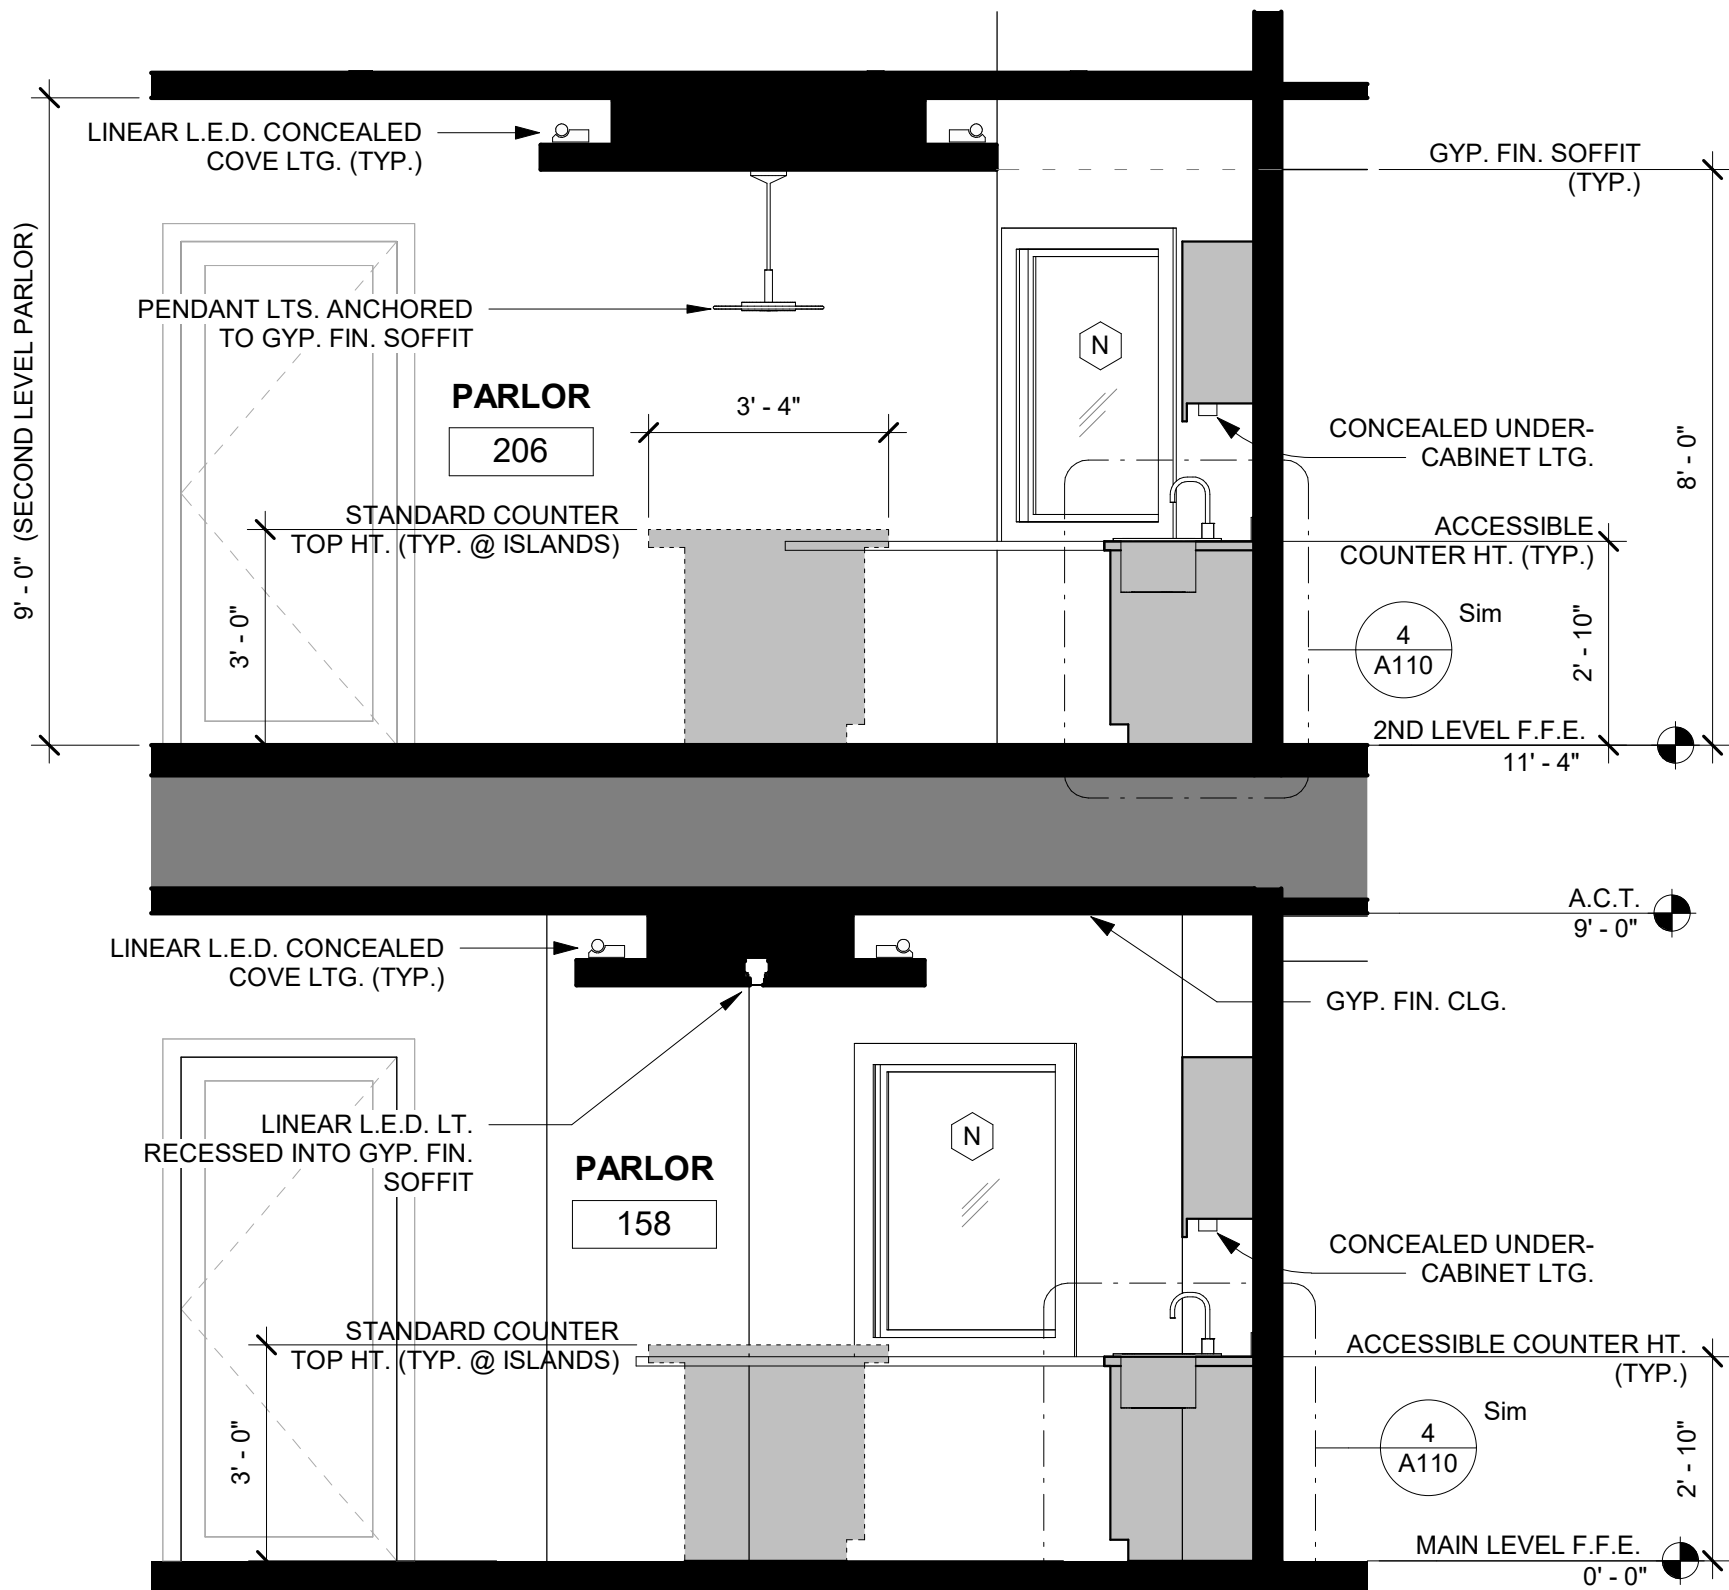 LINEAR L.E.D. CONCEALED
COVE LTG. (TYP.)
GYP. FIN. SOFFIT
(TYP.)
9' - 0" (SECOND LEVEL PARLOR)
PENDANT LTS. ANCHORED
TO GYP. FIN. SOFFIT
N
PARLOR
206
3' - 4"
CONCEALED UNDER-
CABINET LTG.
8' - 0"
STANDARD COUNTER
TOP HT. (TYP. @ ISLANDS)
ACCESSIBLE
COUNTER HT. (TYP.)
3' - 0"
4
A110
Sim
2' - 10"
2ND LEVEL F.F.E.
11' - 4"
A.C.T.
9' - 0"
LINEAR L.E.D. CONCEALED
COVE LTG. (TYP.)
GYP. FIN. CLG.
LINEAR L.E.D. LT.
RECESSED INTO GYP. FIN.
SOFFIT
N
PARLOR
158
CONCEALED UNDER-
CABINET LTG.
STANDARD COUNTER
TOP HT. (TYP. @ ISLANDS)
ACCESSIBLE COUNTER HT.
(TYP.)
3' - 0"
4
A110
Sim
2' - 10"
MAIN LEVEL F.F.E.
0' - 0"